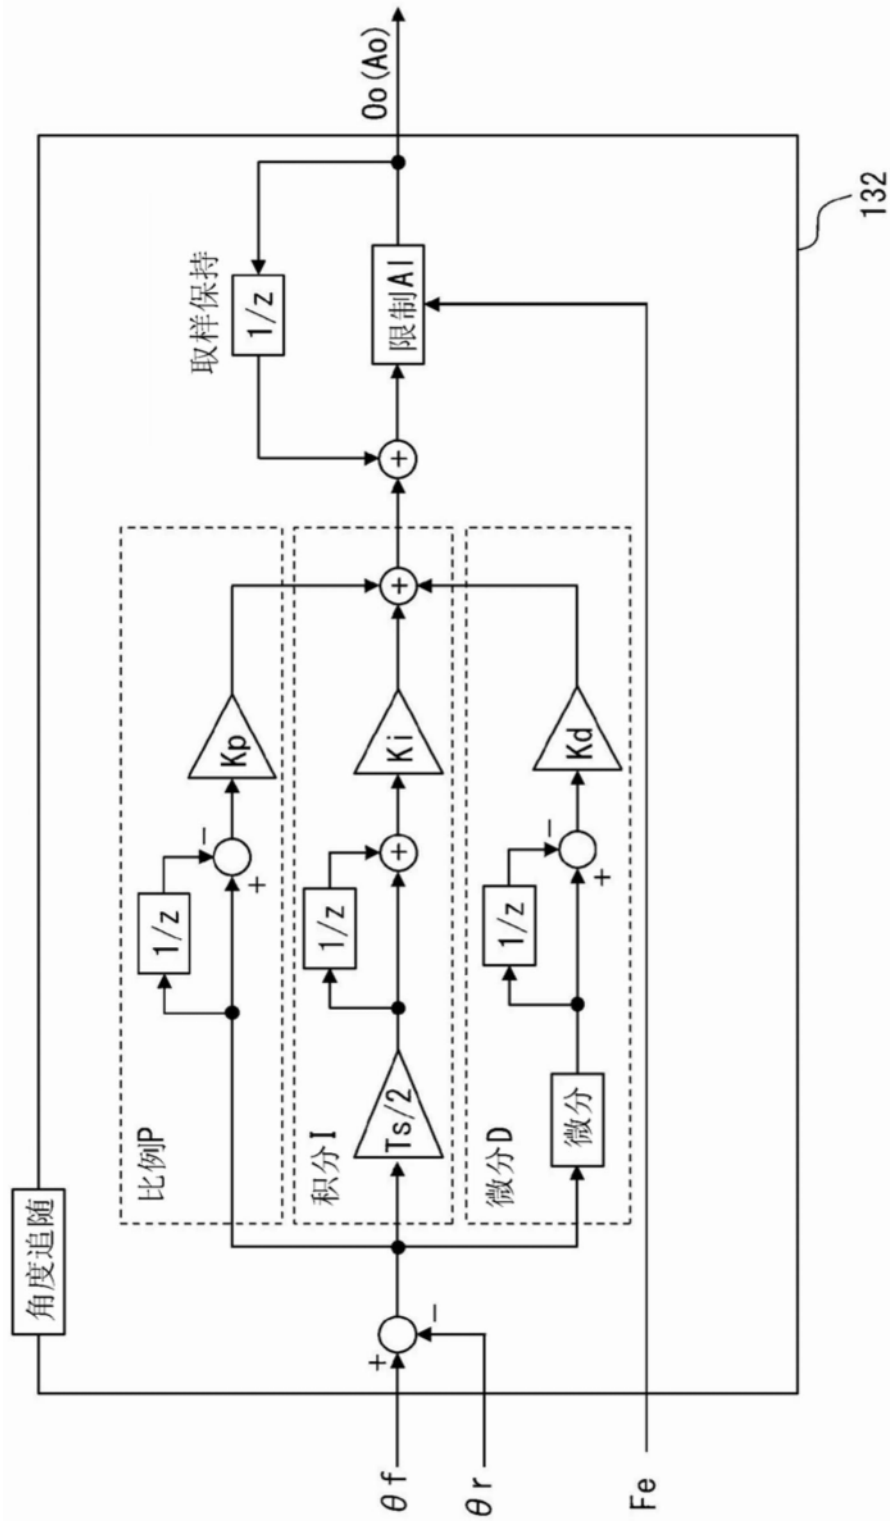 角度追随
比例P
1/z
-
+
Kp
取样保持
1/z
θf
+
-
θr
积分I
Ts/2
1/z
+
Ki
+
+
限制Al
Oo(Ao)
微分D
微分
1/z
-
+
Kd
Fe
132